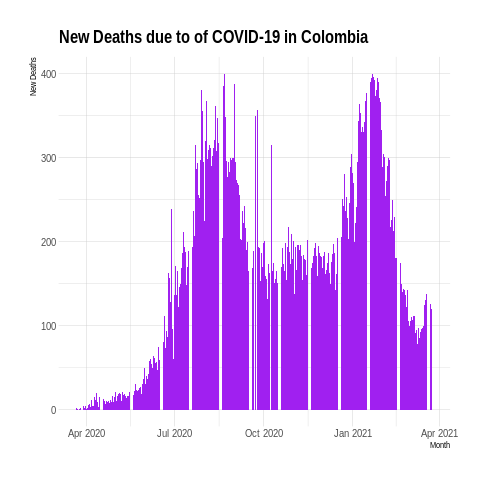 New Deaths due to of COVID-19 in Colombia
New Deaths
400
300
200
100
0
Apr 2020
Jul 2020
Oct 2020
Jan 2021
Apr 2021
Month